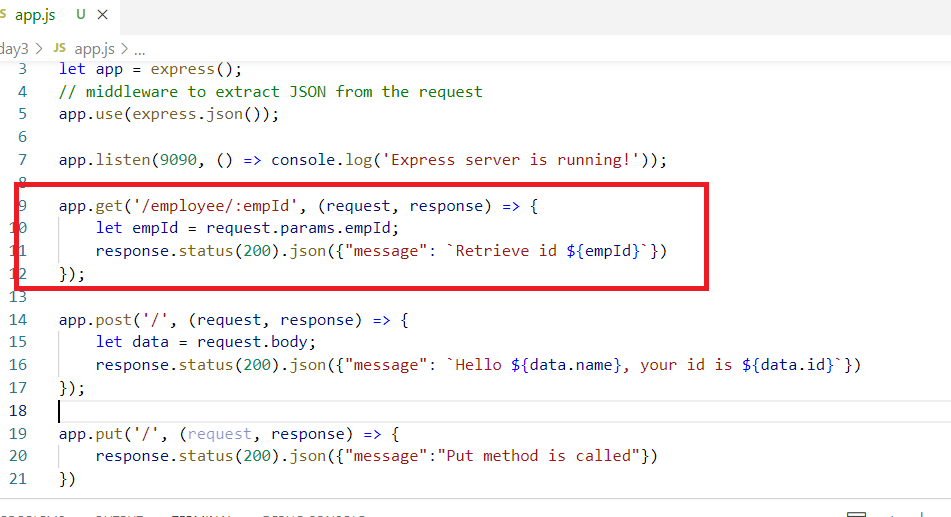 JS app.js U ×
day3 > JS app.js > ...
3 let app = express();
4 // middleware to extract JSON from the request
5 app.use(express.json());
6
7 app.listen(9090, () => console.log('Express server is running!'));
8
9 app.get('/employee/:empId', (request, response) => {
10 let empId = request.params.empId;
11 response.status(200).json({"message": `Retrieve id ${empId}`})
12 });
13
14 app.post('/', (request, response) => {
15 let data = request.body;
16 response.status(200).json({"message": `Hello ${data.name}, your id is ${data.id}`})
17 });
18
19 app.put('/', (request, response) => {
20 response.status(200).json({"message":"Put method is called"})
21 })